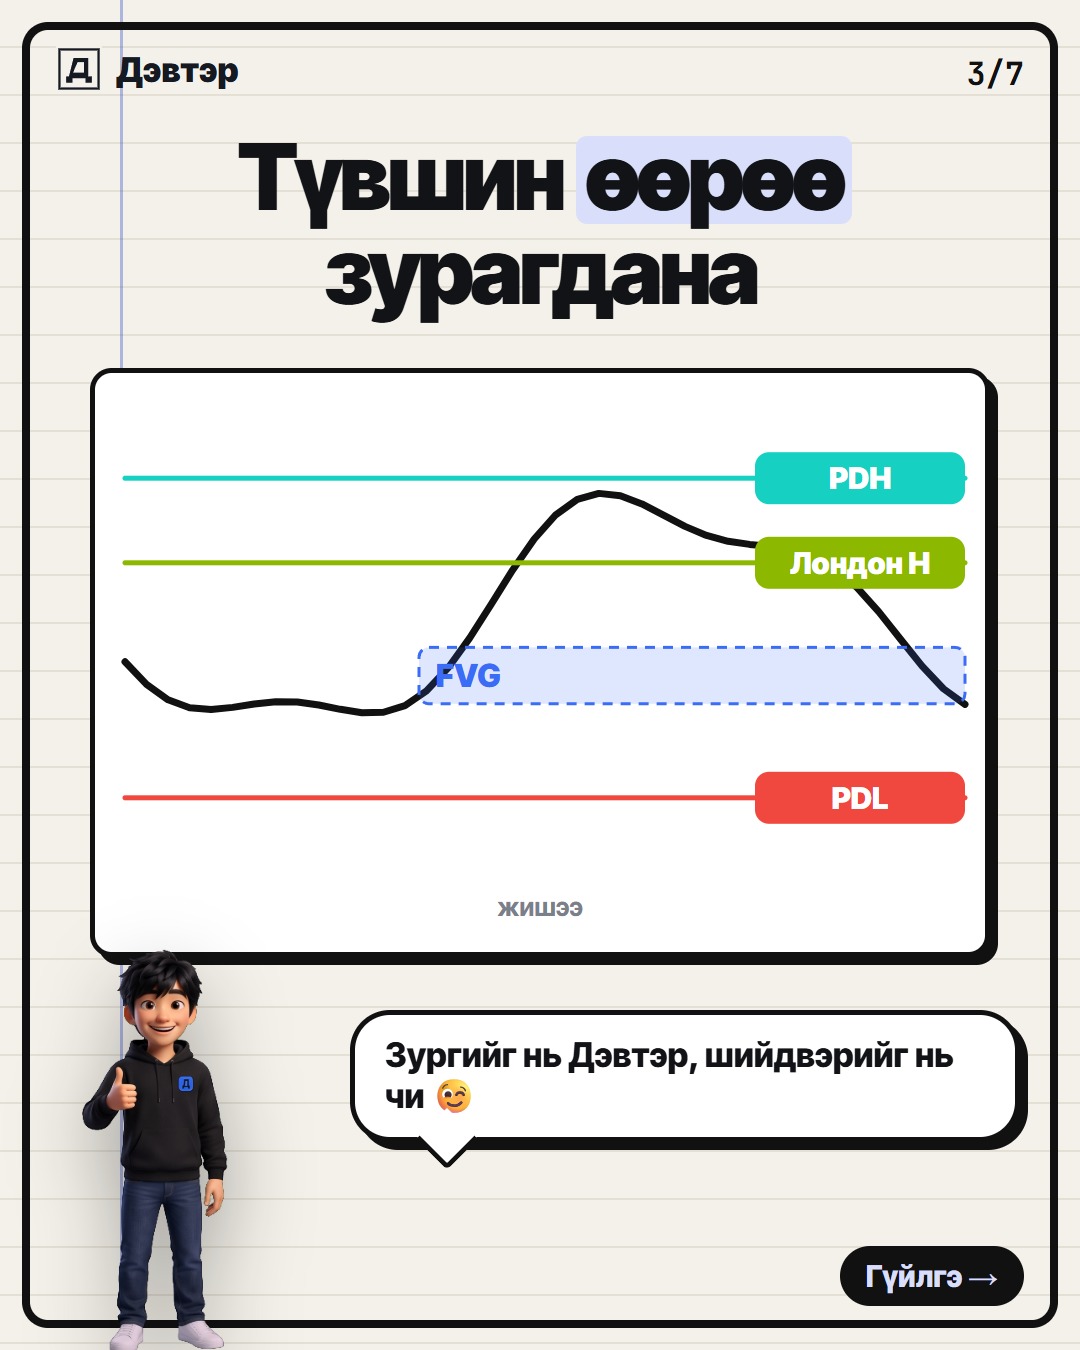 Д Дэвтэр
3/7
Түвшин өөрөө
зурагдана
PDH
Лондон H
FVG
PDL
жишээ
Д
Зургийг нь Дэвтэр, шийдвэрийг нь
чи 😉
Гүйлгэ →